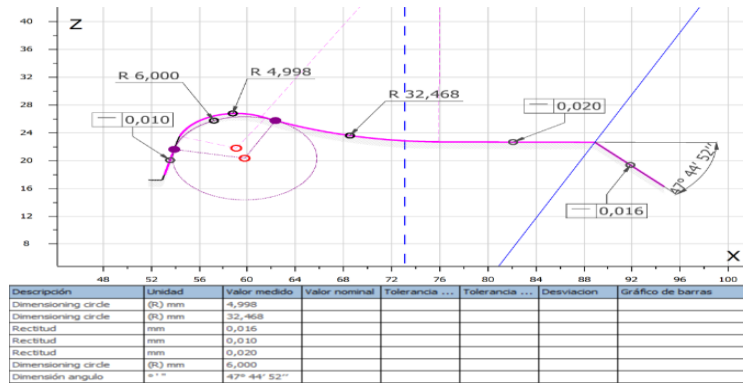 Z
40
36
32
28
24
20
16
12
8
R 6,000
R 4,998
R 32,468
0,010
0,020
0,016
47° 44' 52''
X
48 52 56 60 64 68 72 76 80 84 88 92 96 100
Descripción Unidad Valor medido Valor nominal Tolerancia ... Tolerancia ... Desviacion Gráfico de barras
Dimensioning circle (R) mm 4,998
Dimensioning circle (R) mm 32,468
Rectitud mm 0,016
Rectitud mm 0,010
Rectitud mm 0,020
Dimensioning circle (R) mm 6,000
Dimensión angulo ° ' " 47° 44' 52''